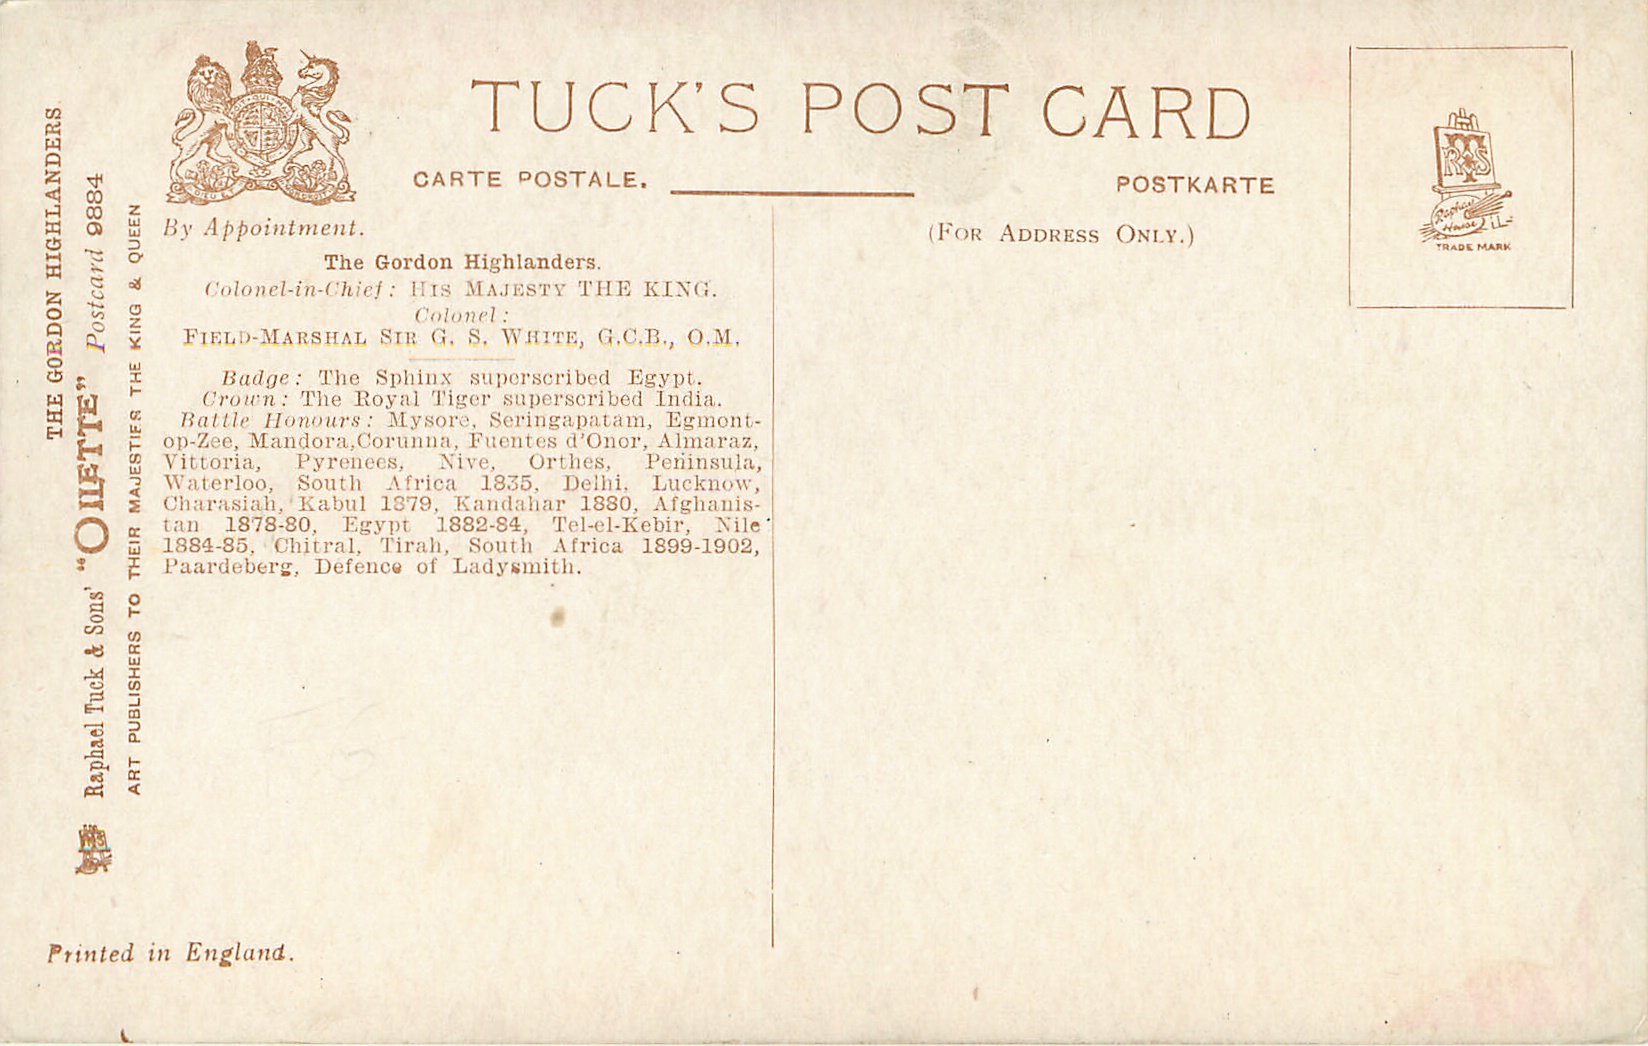 TUCK'S POST CARD
CARTE POSTALE.
POSTKARTE
By Appointment.
(FOR ADDRESS ONLY.)
RTS
Raphael House
TRADE MARK
The Gordon Highlanders.
Colonel-in-Chief: HIS MAJESTY THE KING.
Colonel:
FIELD-MARSHAL SIR G. S. WHITE, G.C.B., O.M.
Badge: The Sphinx superscribed Egypt.
Crown: The Royal Tiger superscribed India.
Battle Honours: Mysore, Seringapatam, Egmont-
op-Zee, Mandora,Corunna, Fuentes d'Onor, Almaraz,
Vittoria, Pyrenees, Nive, Orthes, Peninsula,
Waterloo, South Africa 1835, Delhi, Lucknow,
Charasiah, Kabul 1879, Kandahar 1880, Afghanis-
tan 1878-80, Egypt 1882-84, Tel-el-Kebir, Nile
1884-85, Chitral, Tirah, South Africa 1899-1902,
Paardeberg, Defence of Ladysmith.
THE GORDON HIGHLANDERS
Raphael Tuck & Sons' "OILETTE" Postcard 9884
ART PUBLISHERS TO THEIR MAJESTIES THE KING & QUEEN
Printed in England.